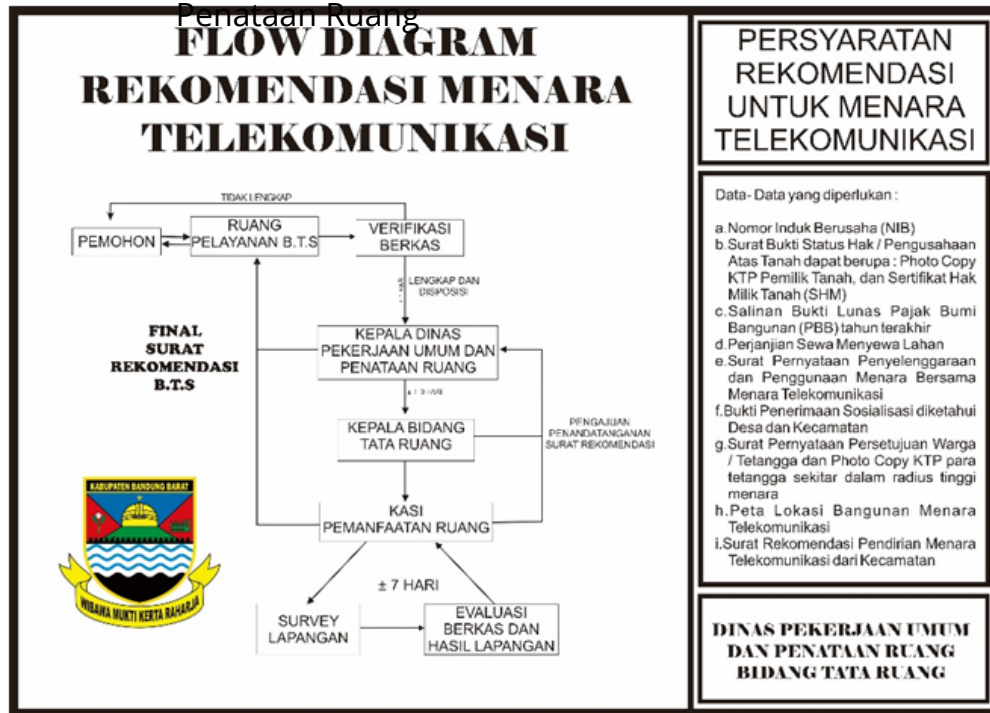 Penataan Ruang
FLOW DIAGRAM
REKOMENDASI MENARA
TELEKOMUNIKASI
TIDAK LENGKAP
PEMOHON
RUANG
PELAYANAN B.T.S
VERIFIKASI
BERKAS
LENGKAP DAN
DISPOSISI
KEPALA DINAS
PEKERJAAN UMUM DAN
PENATAAN RUANG
HARI
KEPALA BIDANG
TATA RUANG
PENGAJUAN
PENANDATANGANAN
SURAT REKOMENDASI
FINAL
SURAT
REKOMENDASI
B.T.S
KASI
PEMANFAATAN RUANG
± 7 HARI
SURVEY
LAPANGAN
EVALUASI
BERKAS DAN
HASIL LAPANGAN
KABUPATEN BANDUNG BARAT
WIBAWA MUKTI KERTA RAHARJA
PERSYARATAN
REKOMENDASI
UNTUK MENARA
TELEKOMUNIKASI
Data- Data yang diperlukan :
a.Nomor Induk Berusaha (NIB)
b.Surat Bukti Status Hak / Pengusahaan
Atas Tanah dapat berupa : Photo Copy
KTP Pemilik Tanah, dan Sertifikat Hak
Milik Tanah (SHM)
c.Salinan Bukti Lunas Pajak Bumi
Bangunan (PBB) tahun terakhir
d.Perjanjian Sewa Menyewa Lahan
e.Surat Pernyataan Penyelenggaraan
dan Penggunaan Menara Bersama
Menara Telekomunikasi
f.Bukti Penerimaan Sosialisasi diketahui
Desa dan Kecamatan
g.Surat Pernyataan Persetujuan Warga
/ Tetangga dan Photo Copy KTP para
tetangga sekitar dalam radius tinggi
menara
h.Peta Lokasi Bangunan Menara
Telekomunikasi
i.Surat Rekomendasi Pendirian Menara
Telekomunikasi dari Kecamatan
DINAS PEKERJAAN UMUM
DAN PENATAAN RUANG
BIDANG TATA RUANG